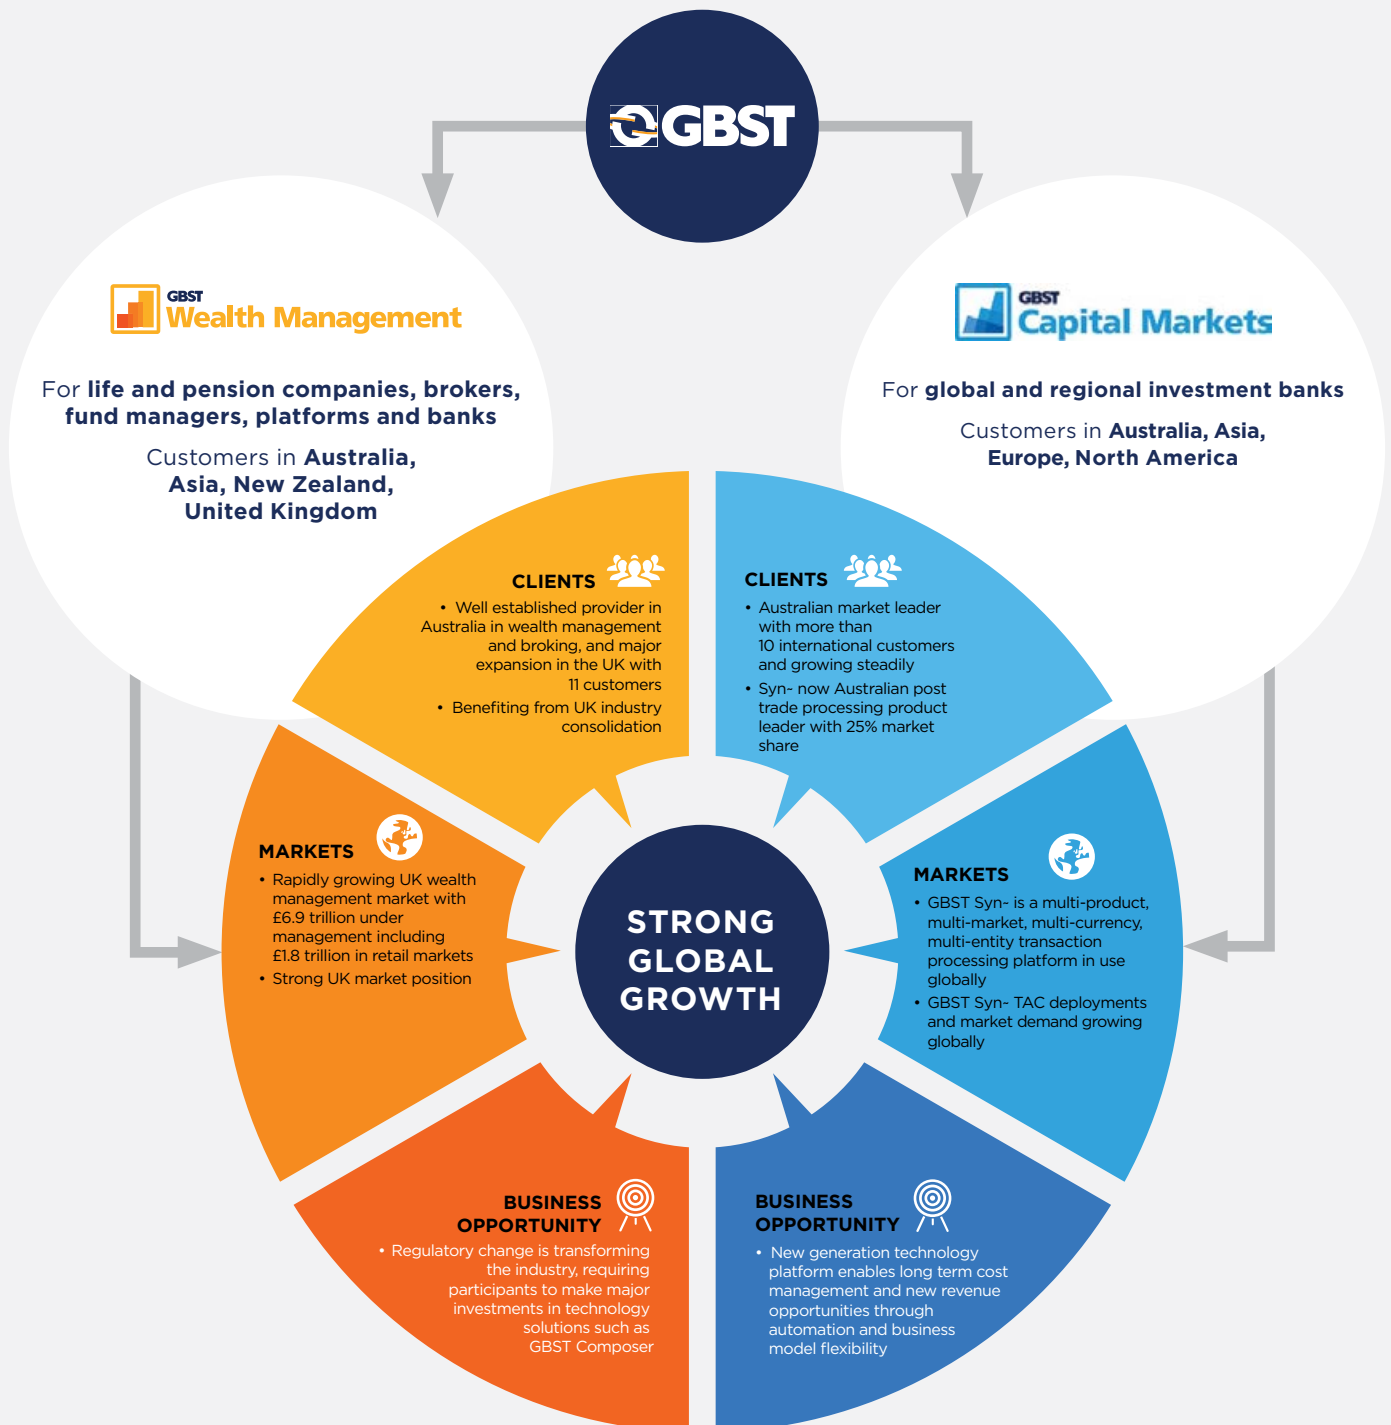 GBST
GBST
Wealth Management
For life and pension companies, brokers,
fund managers, platforms and banks
Customers in Australia,
Asia, New Zealand,
United Kingdom
GBST
Capital Markets
For global and regional investment banks
Customers in Australia, Asia,
Europe, North America
CLIENTS
• Well established provider in
Australia in wealth management
and broking, and major
expansion in the UK with
11 customers
• Benefiting from UK industry
consolidation
CLIENTS
• Australian market leader
with more than
10 international customers
and growing steadily
• Syn~ now Australian post
trade processing product
leader with 25% market
share
MARKETS
• Rapidly growing UK wealth
management market with
£6.9 trillion under
management including
£1.8 trillion in retail markets
• Strong UK market position
STRONG
GLOBAL
GROWTH
MARKETS
• GBST Syn~ is a multi-product,
multi-market, multi-currency,
multi-entity transaction
processing platform in use
globally
• GBST Syn~ TAC deployments
and market demand growing
globally
BUSINESS
OPPORTUNITY
• Regulatory change is transforming
the industry, requiring
participants to make major
investments in technology
solutions such as
GBST Composer
BUSINESS
OPPORTUNITY
• New generation technology
platform enables long term cost
management and new revenue
opportunities through
automation and business
model flexibility